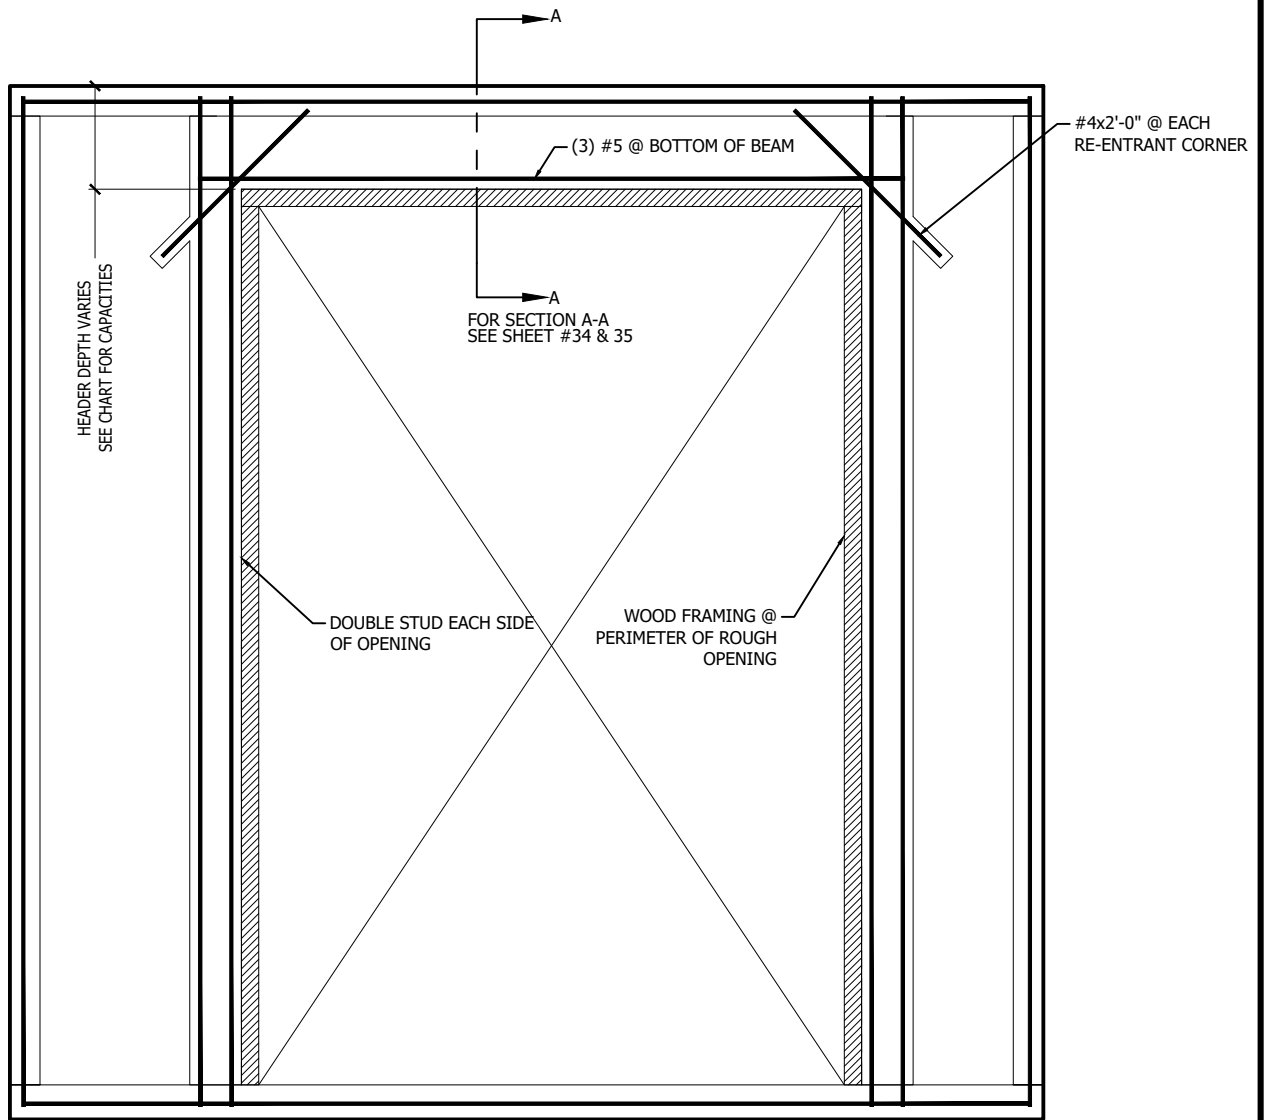 A
#4x2'-0" @ EACH
RE-ENTRANT CORNER
(3) #5 @ BOTTOM OF BEAM
HEADER DEPTH VARIES
SEE CHART FOR CAPACITIES
A
FOR SECTION A-A
SEE SHEET #34 & 35
DOUBLE STUD EACH SIDE
OF OPENING
WOOD FRAMING @
PERIMETER OF ROUGH
OPENING